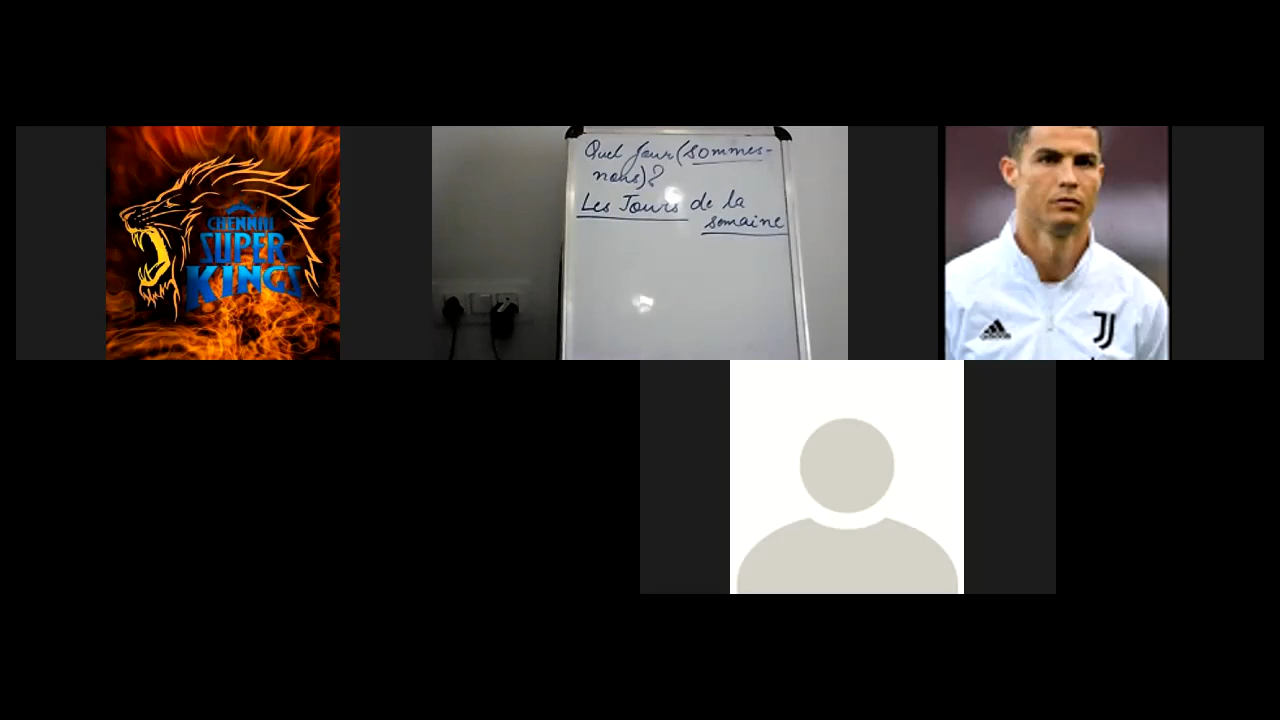 CHENNAI
SUPER
KINGS
Quel Jour (sommes-
nous)?
Les Jours de la
semaine